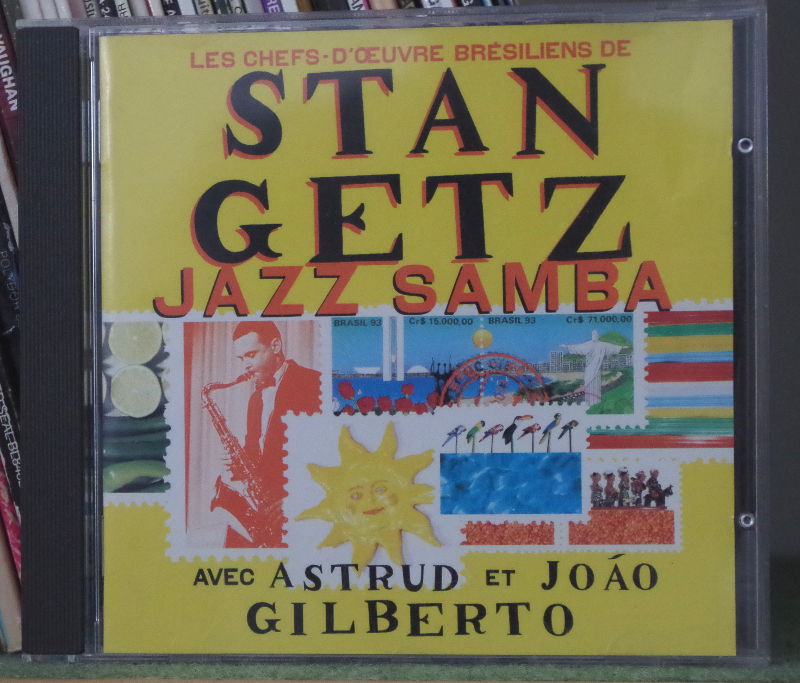 LES CHEFS-D'ŒUVRE BRÉSILIENS DE
STAN
GETZ
JAZZ SAMBA
BRASIL 93 Cr$ 15.000,00 BRASIL 93 Cr$ 71.000,00
AVEC ASTRUD ET JOÁO
GILBERTO
VAUGHAN